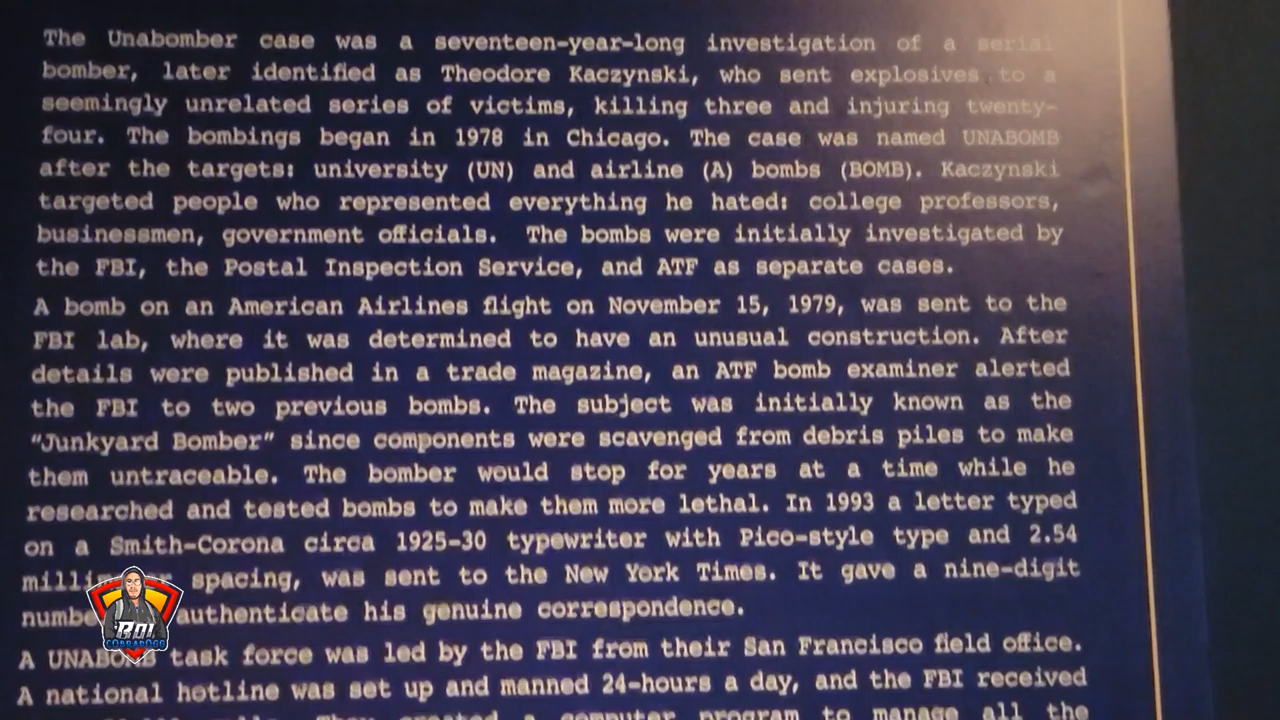 The Unabomber case was a seventeen-year-long investigation of a serial
bomber, later identified as Theodore Kaczynski, who sent explosives to a
seemingly unrelated series of victims, killing three and injuring twenty-
four. The bombings began in 1978 in Chicago. The case was named UNABOMB
after the targets: university (UN) and airline (A) bombs (BOMB). Kaczynski
targeted people who represented everything he hated: college professors,
businessmen, government officials. The bombs were initially investigated by
the FBI, the Postal Inspection Service, and ATF as separate cases.
A bomb on an American Airlines flight on November 15, 1979, was sent to the
FBI lab, where it was determined to have an unusual construction. After
details were published in a trade magazine, an ATF bomb examiner alerted
the FBI to two previous bombs. The subject was initially known as the
“Junkyard Bomber” since components were scavenged from debris piles to make
them untraceable. The bomber would stop for years at a time while he
researched and tested bombs to make them more lethal. In 1993 a letter typed
on a Smith-Corona circa 1925-30 typewriter with Pico-style type and 2.54
spacing, was sent to the New York Times. It gave a nine-digit
authenticate his genuine correspondence.
BOI
COBRADOGG
A UNABOMB task force was led by the FBI from their San Francisco field office.
A national hotline was set up and manned 24-hours a day, and the FBI received
a computer program to manage all the